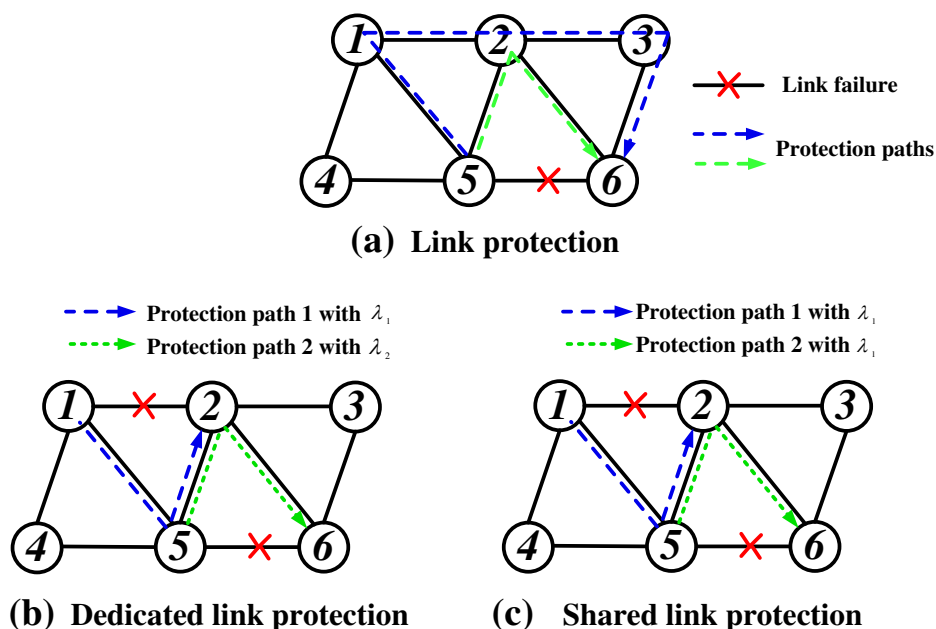 1 2 3
Link failure
Protection paths
4 5 6
(a) Link protection
Protection path 1 with λ₁
Protection path 2 with λ₂
1 2 3
4 5 6
(b) Dedicated link protection
Protection path 1 with λ₁
Protection path 2 with λ₁
1 2 3
4 5 6
(c) Shared link protection